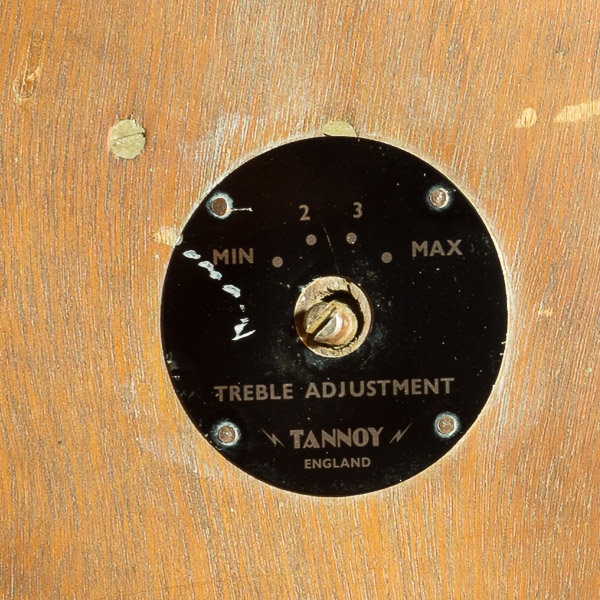 2 3
MIN MAX
TREBLE ADJUSTMENT
TANNOY
ENGLAND